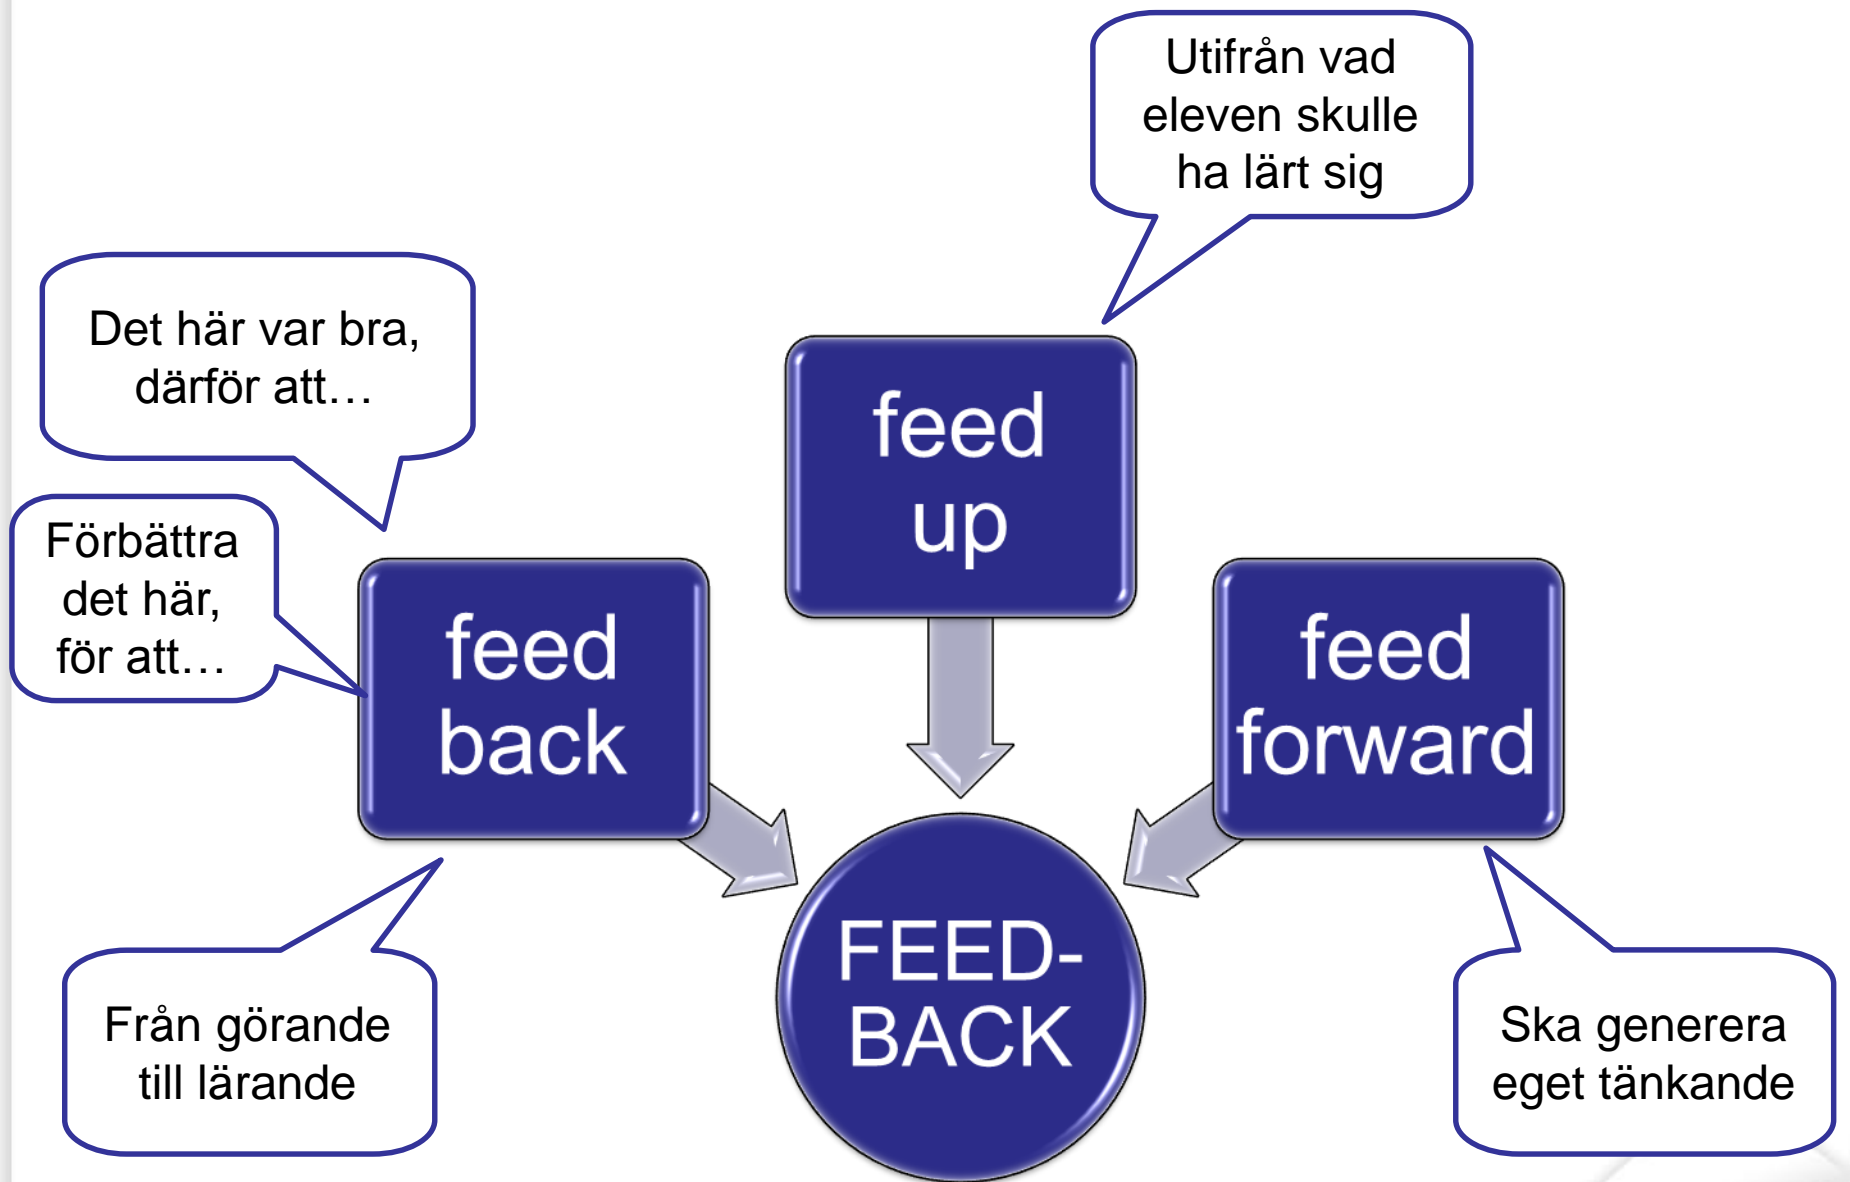 Utifrån vad
eleven skulle
ha lärt sig
Det här var bra,
därför att…
Förbättra
det här,
för att…
feed
up
feed
back
feed
forward
FEED-
BACK
Från görande
till lärande
Ska generera
eget tänkande